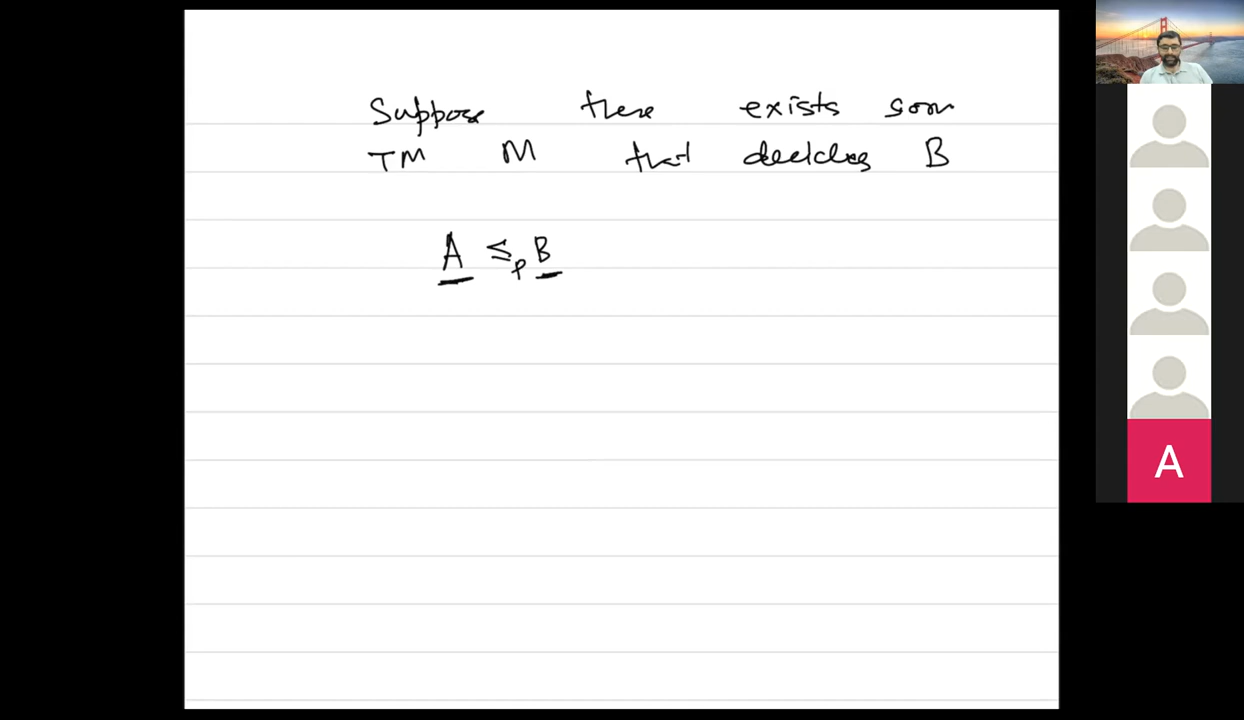 Suppose there exists some
TM M that decides B
A ≤p B
A